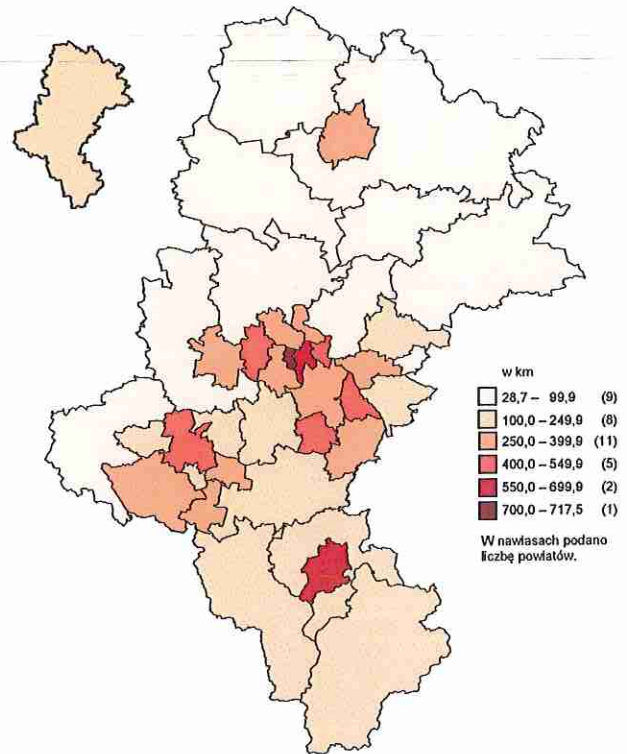 w km
28,7 – 99,9 (9)
100,0 – 249,9 (8)
250,0 – 399,9 (11)
400,0 – 549,9 (5)
550,0 – 699,9 (2)
700,0 – 717,5 (1)
W nawiasach podano
liczbę powiatów.